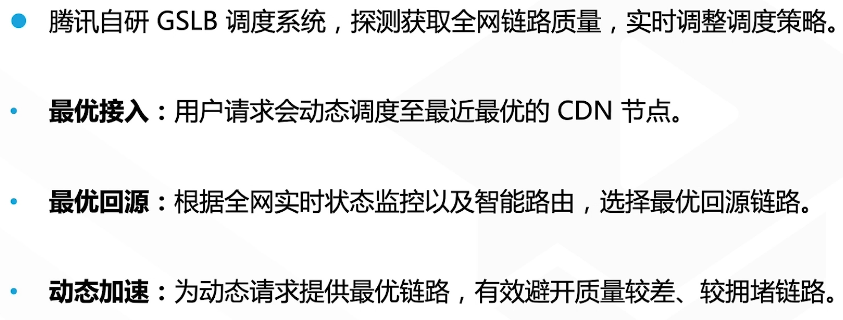 腾讯自研 GSLB 调度系统，探测获取全网链路质量，实时调整调度策略。
最优接入：用户请求会动态调度至最近最优的 CDN 节点。
最优回源：根据全网实时状态监控以及智能路由，选择最优回源链路。
动态加速：为动态请求提供最优链路，有效避开质量较差、较拥堵链路。